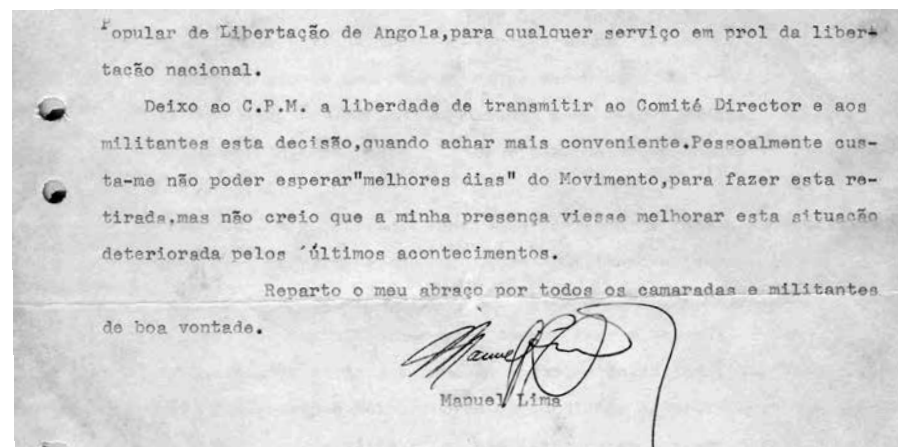 Popular de Libertação de Angola,para qualquer serviço em prol da liber-
tação nacional.
Deixo ao C.P.M. a liberdade de transmitir ao Comité Director e aos
militantes esta decisão,quando achar mais conveniente.Pessoalmente cus-
ta-me não poder esperar"melhores dias" do Movimento,para fazer esta re-
tirada,mas não creio que a minha presença viesse melhorar esta situação
deteriorada pelos ´últimos acontecimentos.
Reparto o meu abraço por todos os camaradas e militantes
de boa vontade.
Manuel Lima